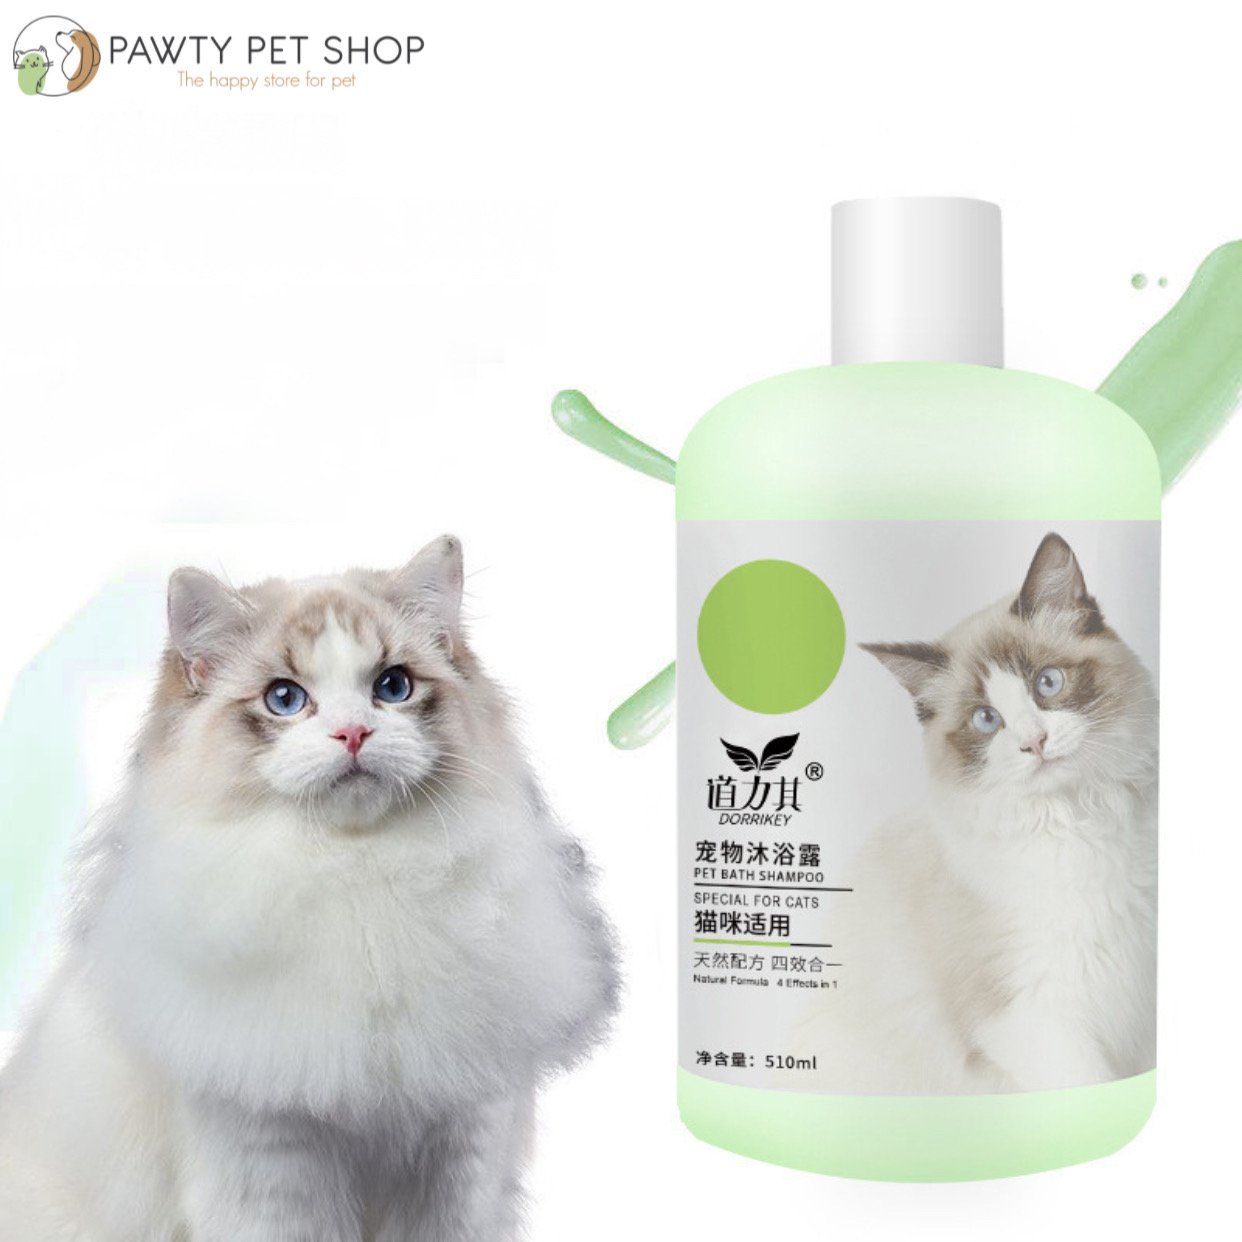 PAWTY PET SHOP
The happy store for pet
道力其®
DORRIKEY
宠物沐浴露
PET BATH SHAMPOO
SPECIAL FOR CATS
猫咪适用
天然配方 四效合一
Natural Formula 4 Effects in 1
净含量：510ml